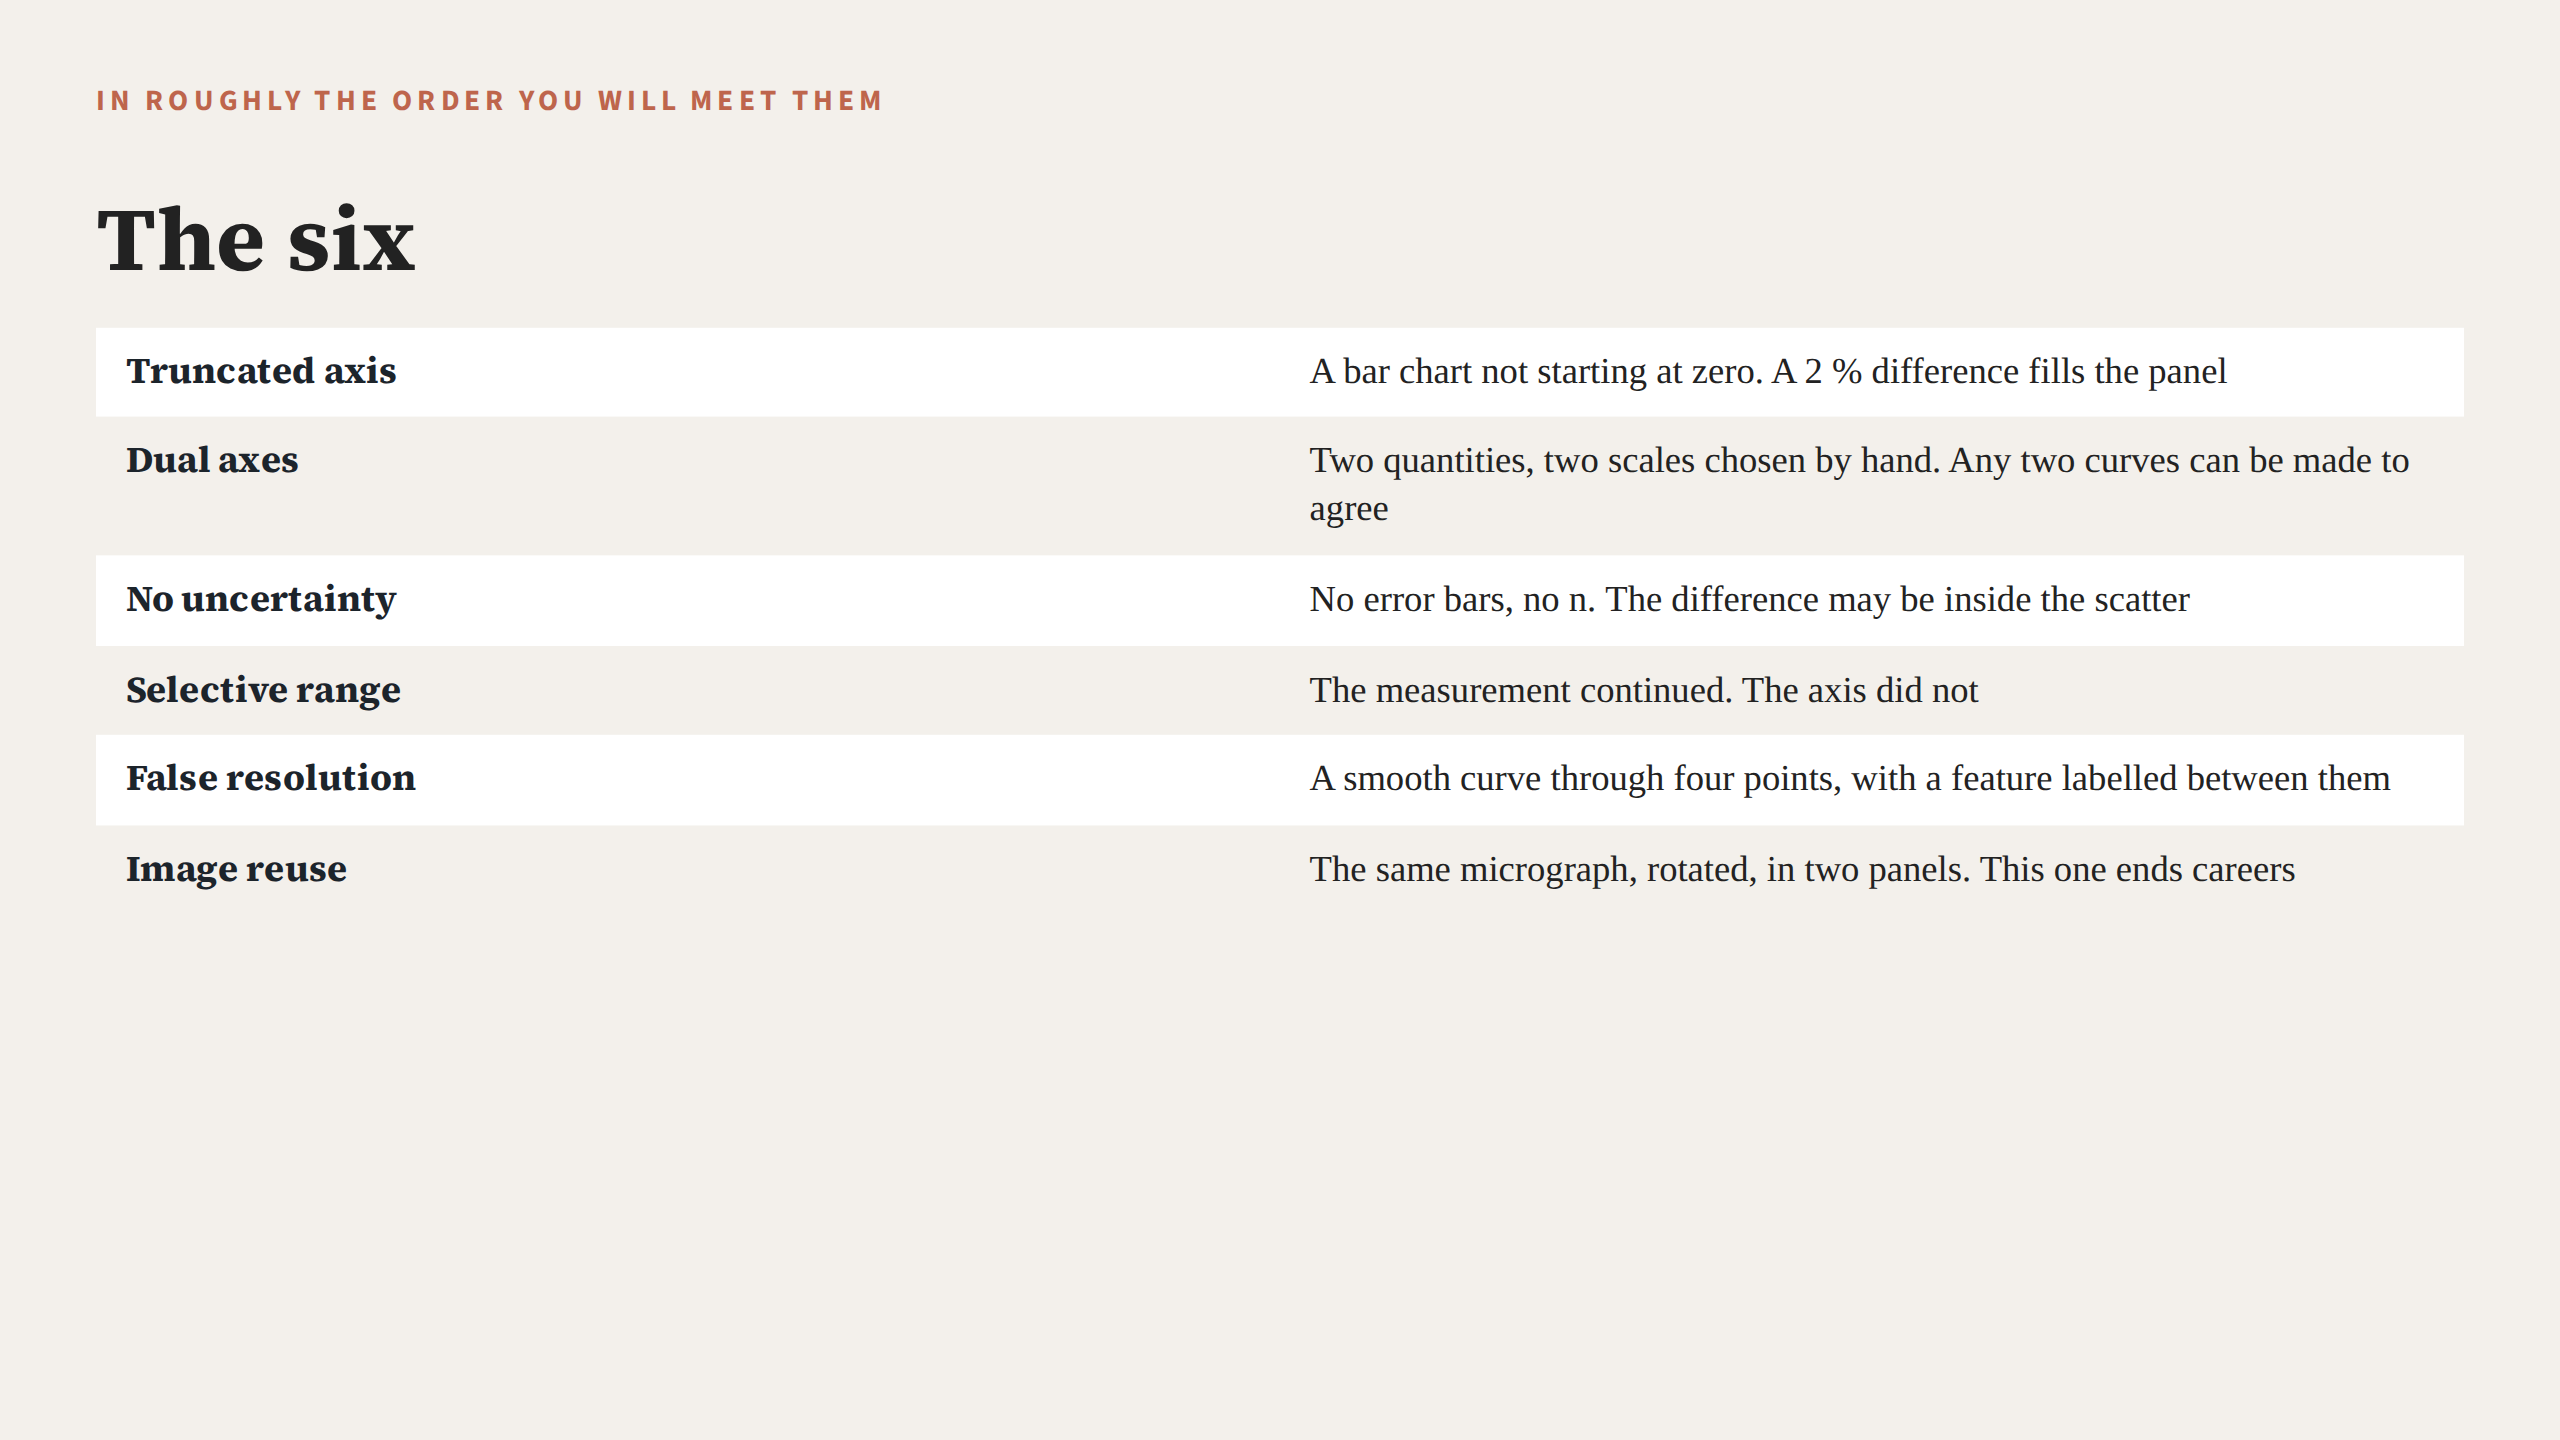 IN ROUGHLY THE ORDER YOU WILL MEET THEM
The six
Truncated axis
A bar chart not starting at zero. A 2 % difference fills the panel
Dual axes
Two quantities, two scales chosen by hand. Any two curves can be made to
agree
No uncertainty
No error bars, no n. The difference may be inside the scatter
Selective range
The measurement continued. The axis did not
False resolution
A smooth curve through four points, with a feature labelled between them
Image reuse
The same micrograph, rotated, in two panels. This one ends careers